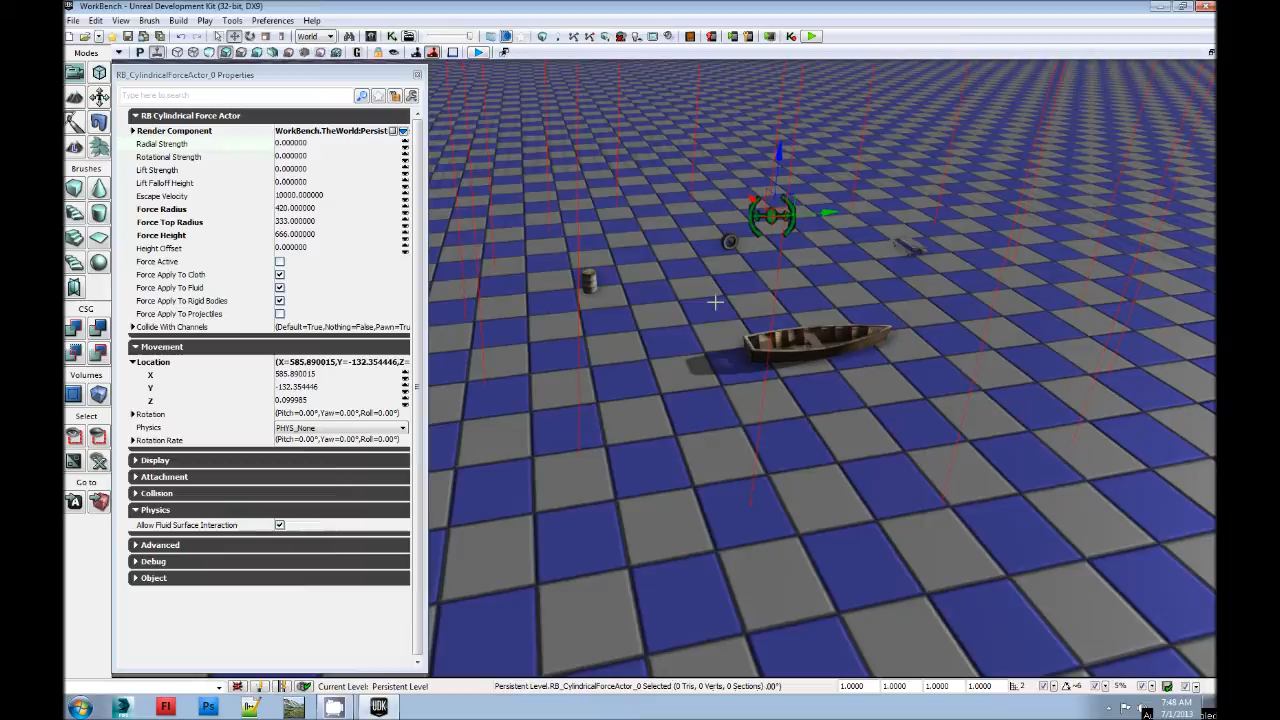 WorkBench - Unreal Development Kit (32-bit, DX9)
File Edit View Brush Build Play Tools Preferences Help
World
Modes
P G
RB_CylindricalForceActor_0 Properties
Type here to search
RB Cylindrical Force Actor
Render Component WorkBench.TheWorld:Persist
Radial Strength 0.000000
Rotational Strength 0.000000
Lift Strength 0.000000
Lift Falloff Height 0.000000
Escape Velocity 10000.000000
Force Radius 420.000000
Force Top Radius 333.000000
Force Height 666.000000
Height Offset 0.000000
Force Active
Force Apply To Cloth
Force Apply To Fluid
Force Apply To Rigid Bodies
Force Apply To Projectiles
Collide With Channels (Default=True,Nothing=False,Pawn=Tru
Movement
Location (X=585.890015,Y=-132.354446,Z=
X 585.890015
Y -132.354446
Z 0.099985
Rotation (Pitch=0.00°,Yaw=0.00°,Roll=0.00°)
Physics PHYS_None
Rotation Rate (Pitch=0.00°,Yaw=0.00°,Roll=0.00°)
Display
Attachment
Collision
Physics
Allow Fluid Surface Interaction
Advanced
Debug
Object
Brushes
CSG
Volumes
Select
Go to
Current Level: Persistent Level
Persistent Level.RB_CylindricalForceActor_0 Selected (0 Tris, 0 Verts, 0 Sections) .00°)
1.0000 1.0000 1.0000 1.0000 2 ~6 5%
Fl Ps UDK
7:48 AM
7/1/2013